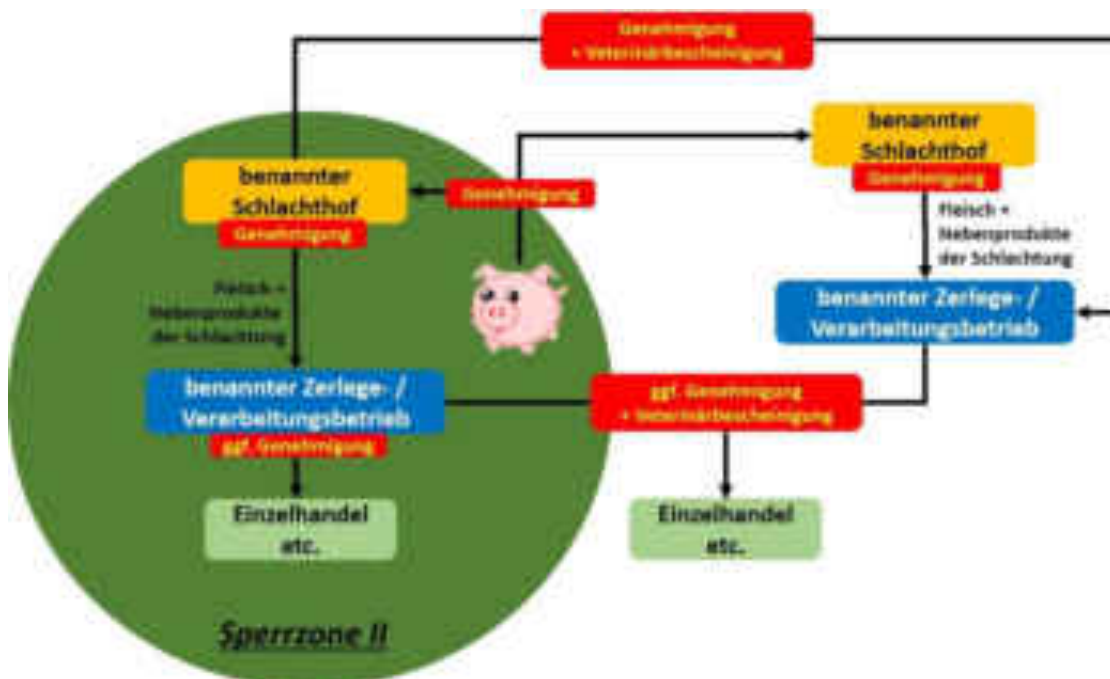 Genehmigung
+ Veterinärbescheinigung
benannter
Schlachthof
Genehmigung
Genehmigung
benannter
Schlachthof
Genehmigung
Fleisch +
Nebenprodukte
der Schlachtung
Fleisch +
Nebenprodukte
der Schlachtung
benannter Zerlege- /
Verarbeitungsbetrieb
benannter Zerlege- /
Verarbeitungsbetrieb
ggf. Genehmigung
ggf. Genehmigung
+ Veterinärbescheinigung
Einzelhandel
etc.
Einzelhandel
etc.
Sperrzone II